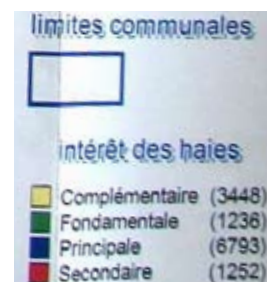 limites communales
intérêt des haies
Complémentaire (3448)
Fondamentale (1236)
Principale (6793)
Secondaire (1252)